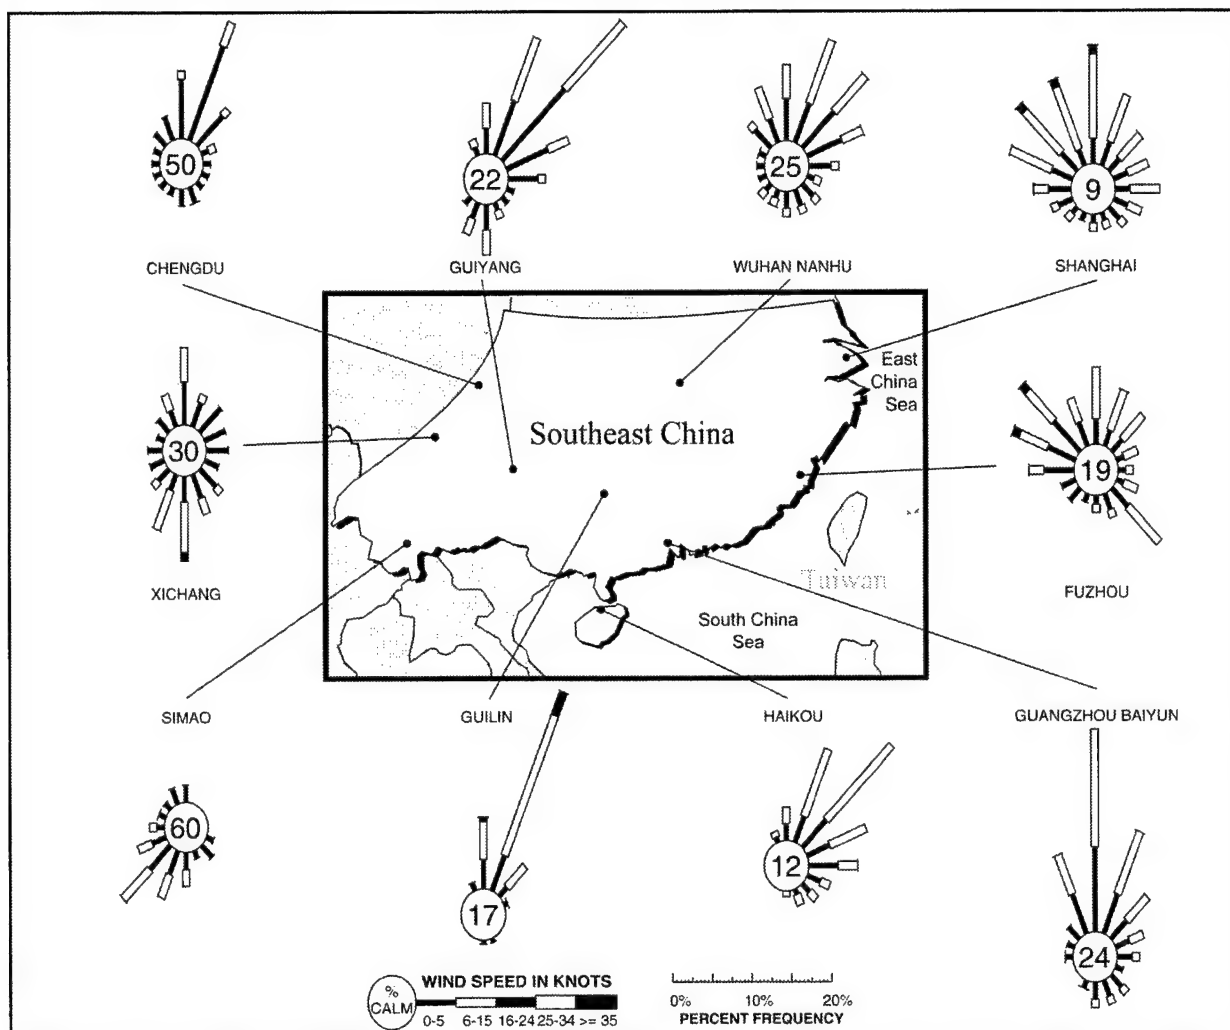 50
22
25
9
CHENGDU
GUIYANG
WUHAN NANHU
SHANGHAI
East
China
Sea
Southeast China
30
19
XICHANG
Taiwan
FUZHOU
South China
Sea
SIMAO
GUILIN
HAIKOU
GUANGZHOU BAIYUN
60
17
12
24
% CALM
WIND SPEED IN KNOTS
0-5 6-15 16-24 25-34 >= 35
0% 10% 20%
PERCENT FREQUENCY